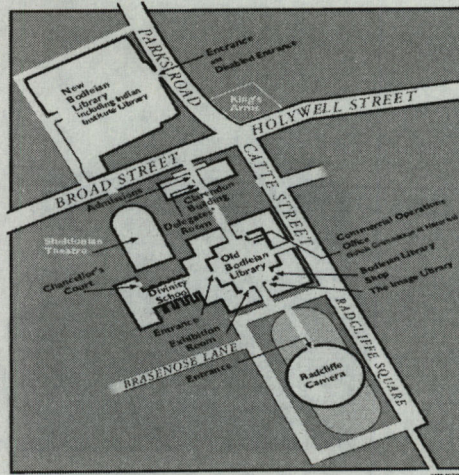 PARKS ROAD
Entrance
and
Disabled Entrance
New
Bodleian
Library
including Indian
Institute Library
King's
Arms
HOLYWELL STREET
BROAD STREET
CATTE STREET
Admissions
Clarendon
Building
Delegates
Room
Sheldonian
Theatre
Commercial Operations
Office
Bodleian Library
Shop
The Image Library
Old
Bodleian
Library
Chancellor's
Court
Divinity
School
Entrance
Exhibition
Room
BRASENOSE LANE
Entrance
Radcliffe
Camera
RADCLIFFE SQUARE